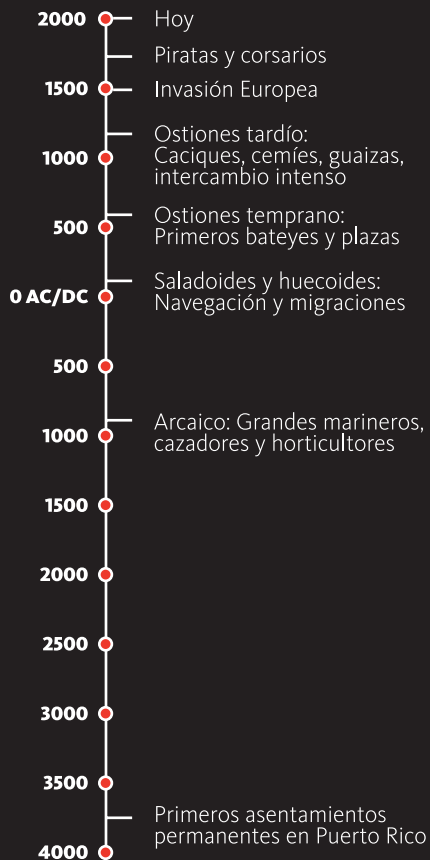 2000 Hoy
Piratas y corsarios
1500 Invasión Europea
Ostiones tardío:
1000 Caciques, cemíes, guaizas,
intercambio intenso
Ostiones temprano:
500 Primeros bateyes y plazas
Saladoides y huecoides:
0 AC/DC Navegación y migraciones
500
Arcaico: Grandes marineros,
1000 cazadores y horticultores
1500
2000
2500
3000
3500
Primeros asentamientos
permanentes en Puerto Rico
4000